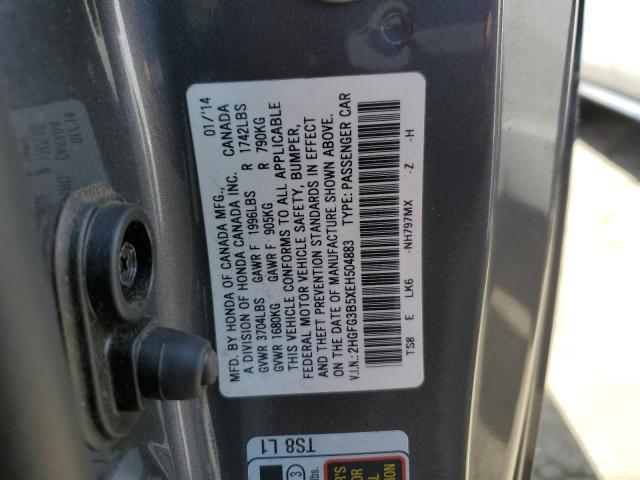 MFD. BY HONDA OF CANADA MFG., 01/'14
A DIVISION OF HONDA CANADA INC. CANADA
GVWR 3704LBS GAWR F 1996LBS R 1742LBS
GVWR 1680KG GAWR F 905KG R 790KG
THIS VEHICLE CONFORMS TO ALL APPLICABLE
FEDERAL MOTOR VEHICLE SAFETY, BUMPER,
AND THEFT PREVENTION STANDARDS IN EFFECT
ON THE DATE OF MANUFACTURE SHOWN ABOVE.
V.I.N.: 2HGFG3B5XEH504883 TYPE: PASSENGER CAR
TS8 E LK6 -NH797MX -Z -H
TS8 L1
3
lbs.